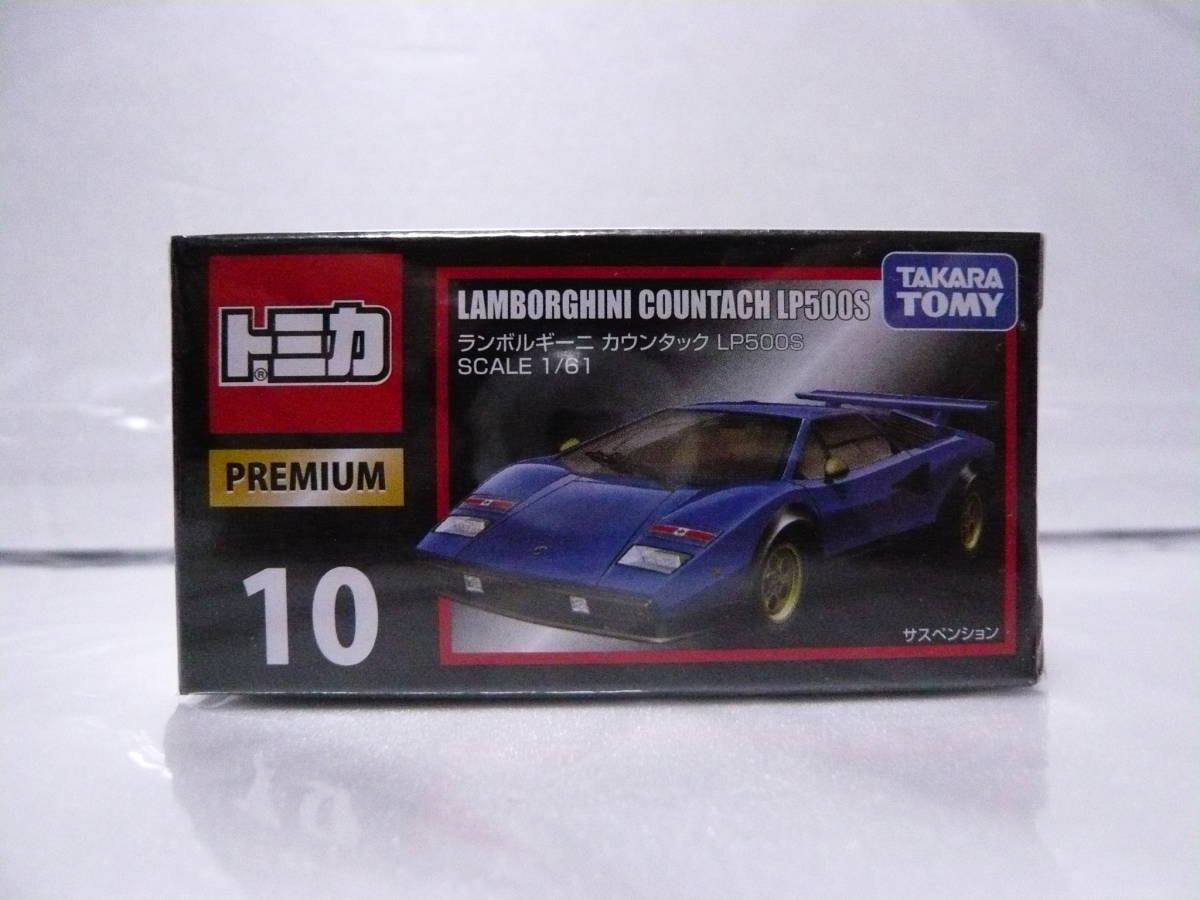 トミカ®
PREMIUM
10
LAMBORGHINI COUNTACH LP500S
ランボルギーニ カウンタック LP500S
SCALE 1/61
TAKARA
TOMY
サスペンション